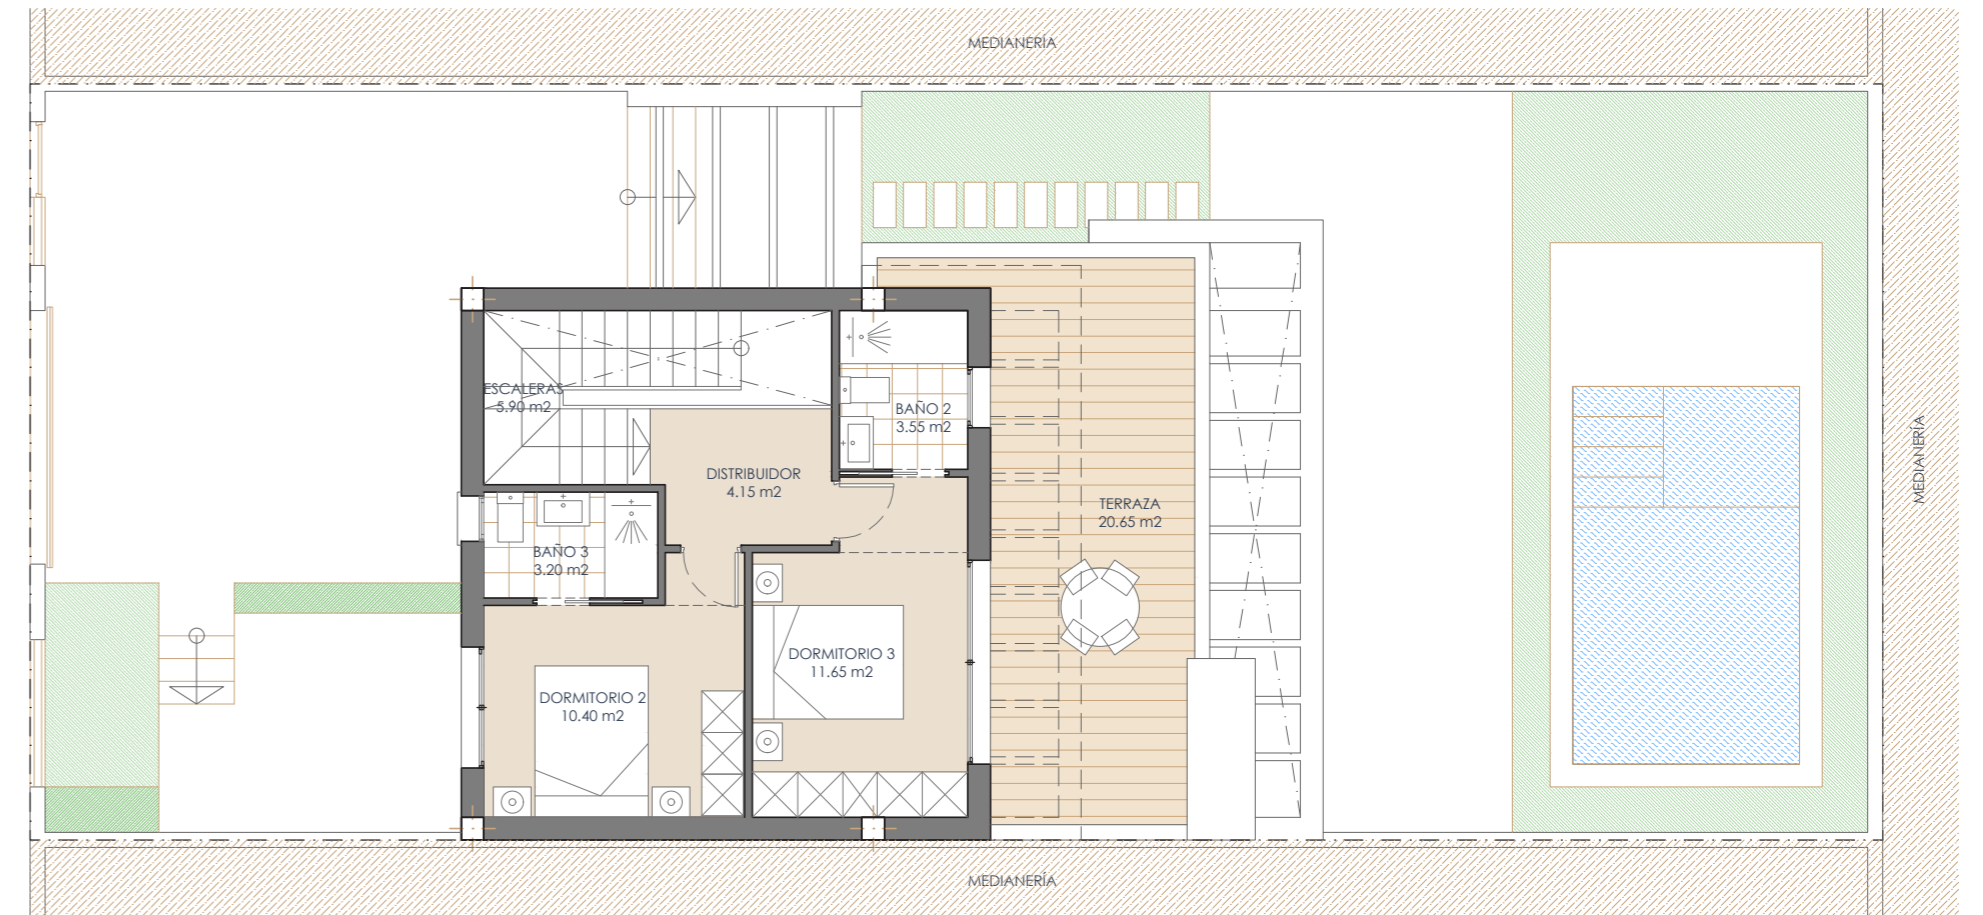 MEDIANERÍA
ESCALERAS
5.90 m2
BAÑO 2
3.55 m2
DISTRIBUIDOR
4.15 m2
TERRAZA
20.65 m2
MEDIANERÍA
BAÑO 3
3.20 m2
DORMITORIO 3
11.65 m2
DORMITORIO 2
10.40 m2
MEDIANERÍA